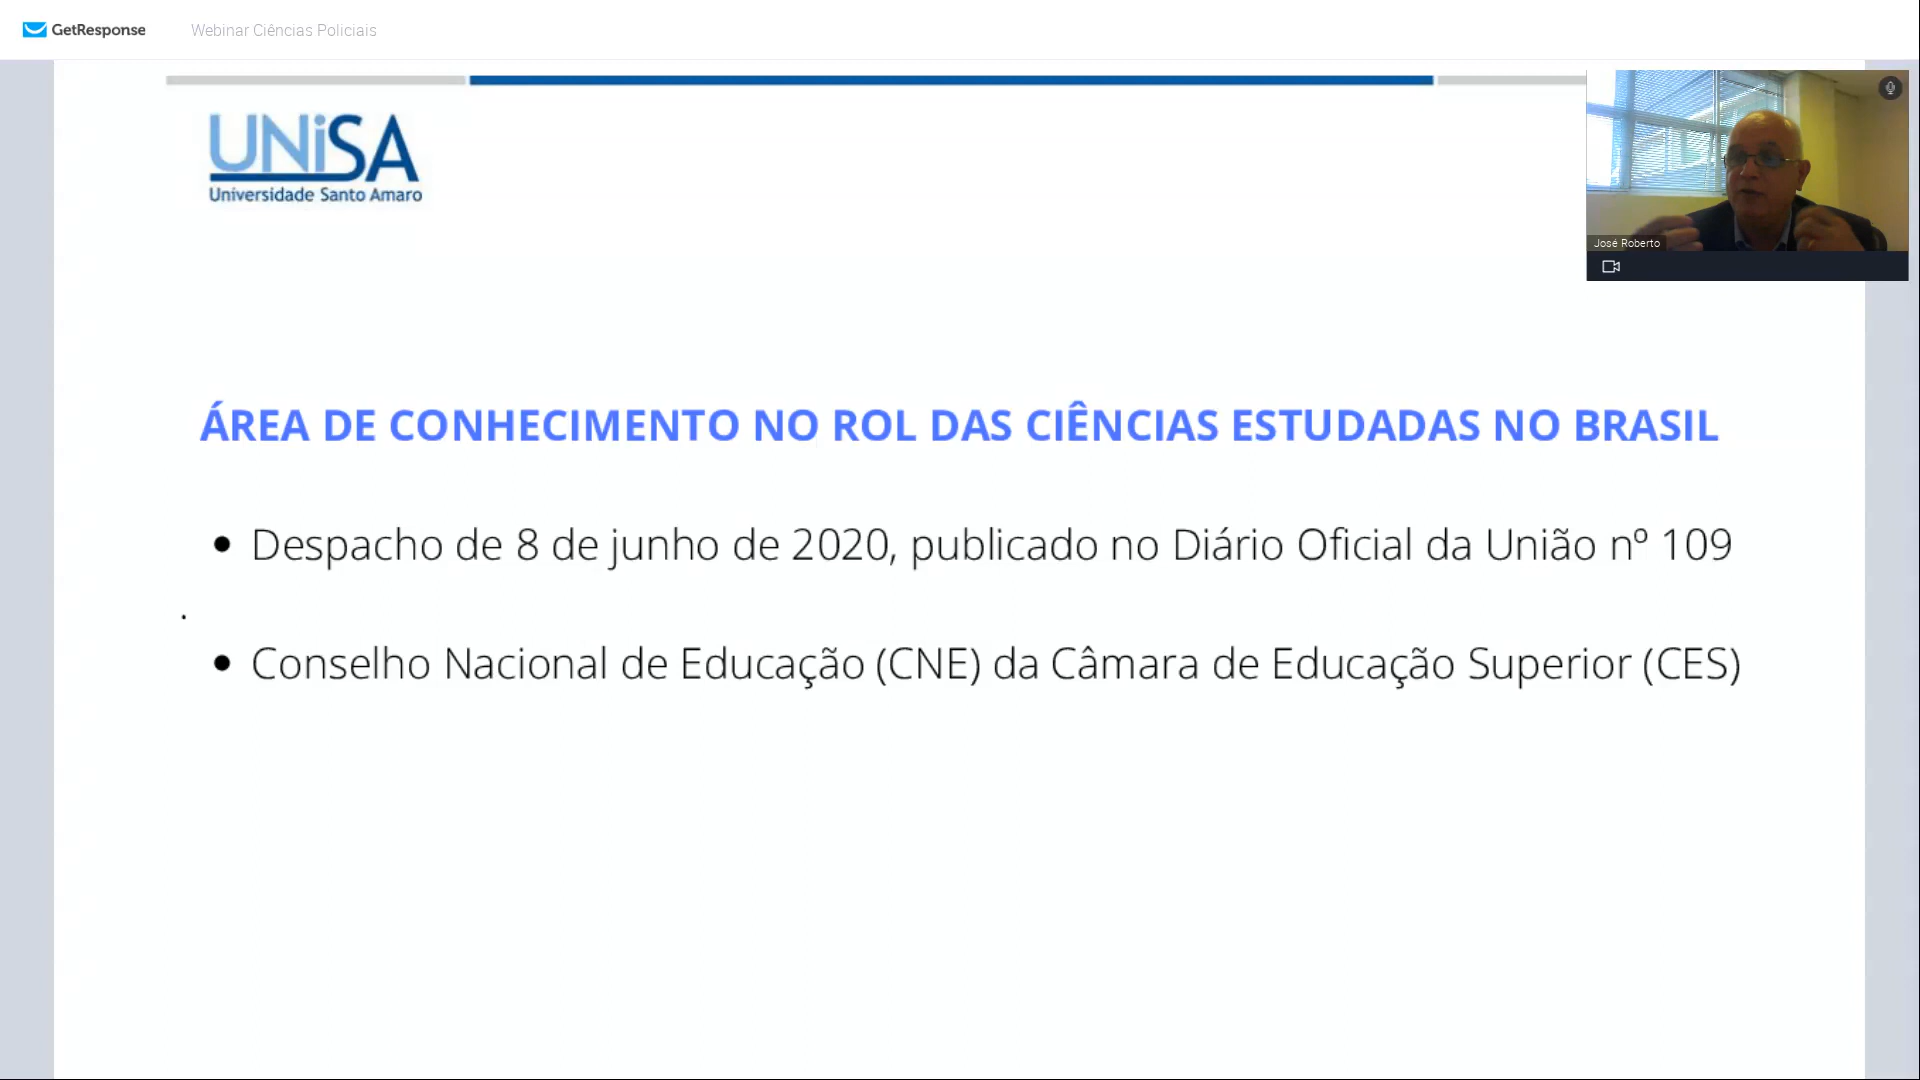 GetResponse
Webinar Ciências Policiais
UNiSA
Universidade Santo Amaro
José Roberto
ÁREA DE CONHECIMENTO NO ROL DAS CIÊNCIAS ESTUDADAS NO BRASIL
• Despacho de 8 de junho de 2020, publicado no Diário Oficial da União nº 109
.
• Conselho Nacional de Educação (CNE) da Câmara de Educação Superior (CES)